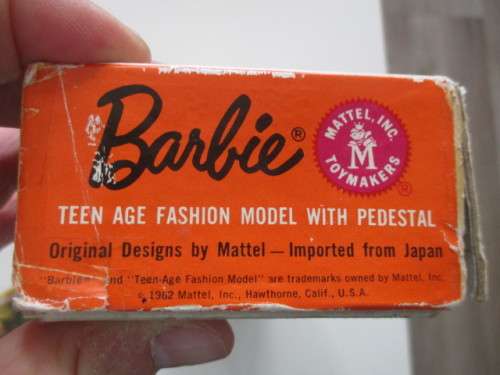 Barbie®
MATTEL, INC.
M
TOYMAKERS
®
TEEN AGE FASHION MODEL WITH PEDESTAL
Original Designs by Mattel — Imported from Japan
"Barbie" and "Teen-Age Fashion Model" are trademarks owned by Mattel, Inc.
© 1962 Mattel, Inc., Hawthorne, Calif., U.S.A.